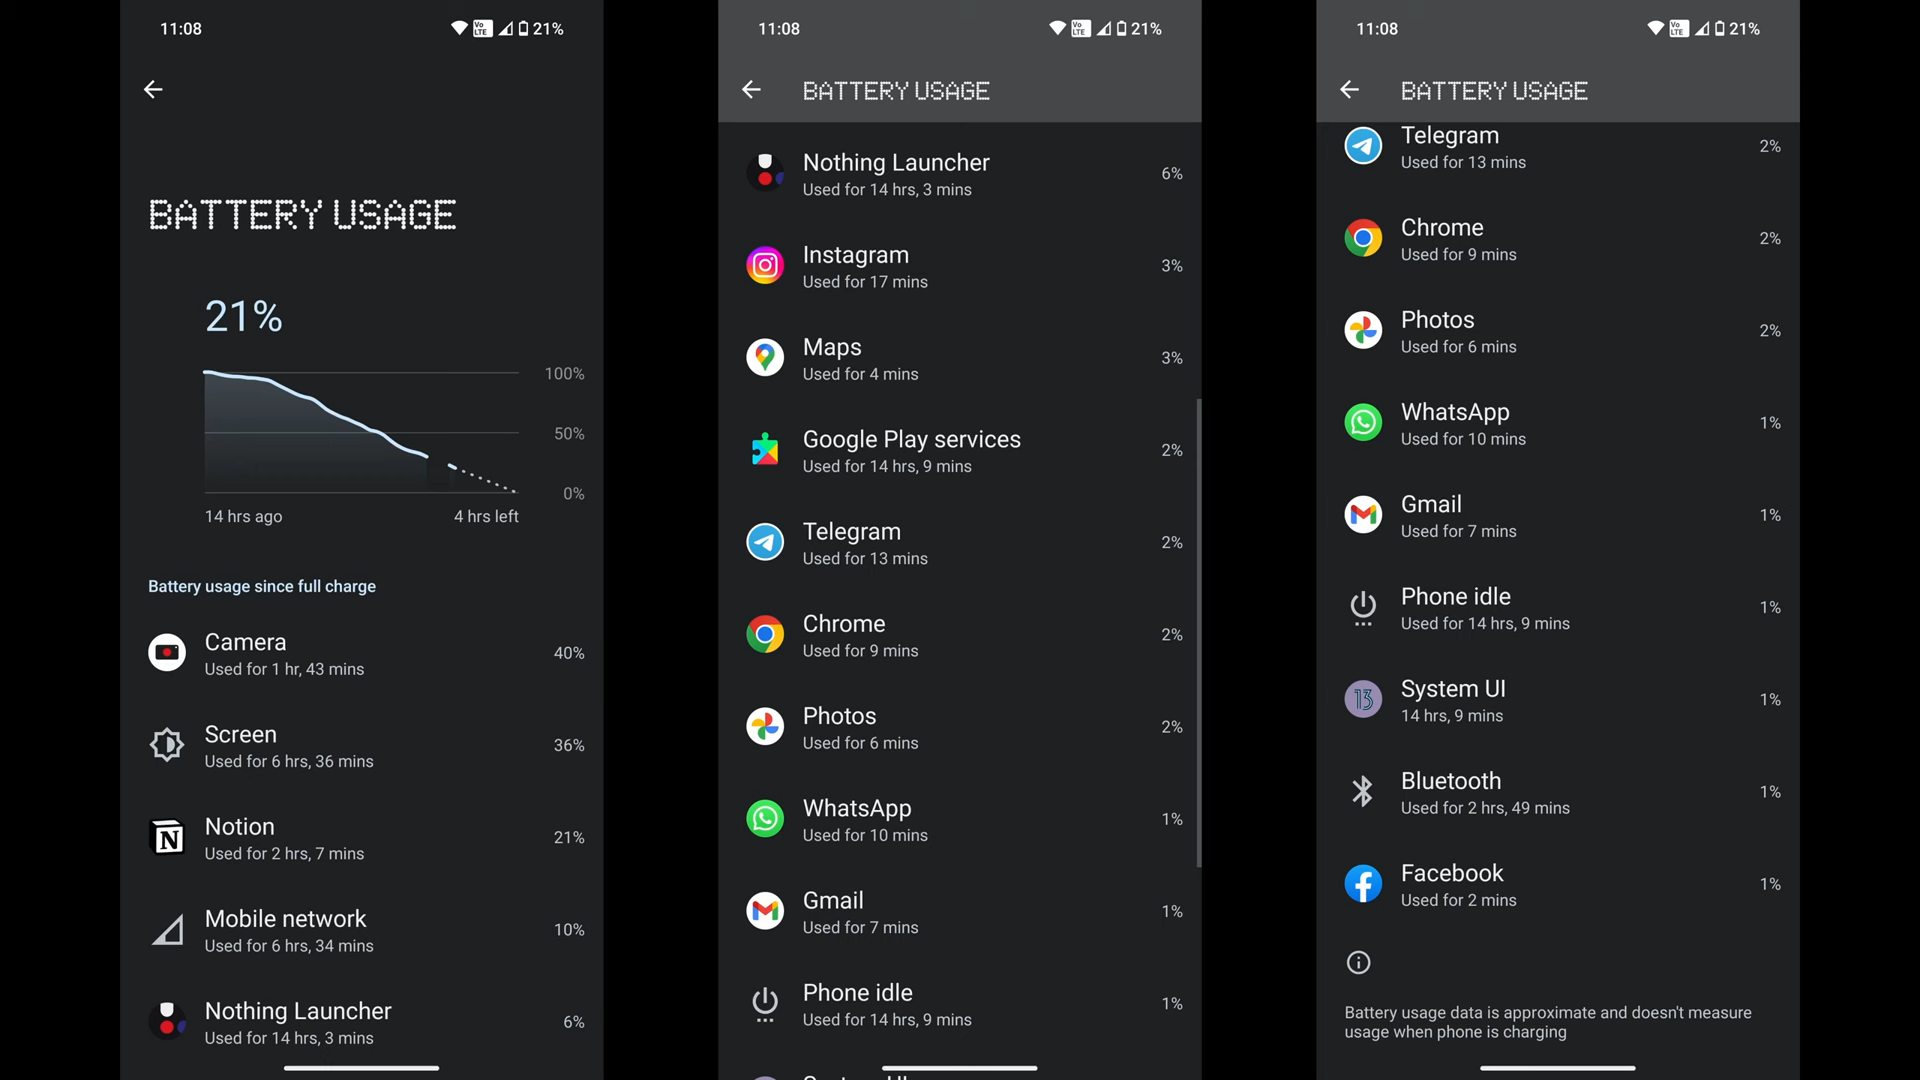 11:08
Vo
LTE
21%
BATTERY USAGE
21%
100%
50%
0%
14 hrs ago
4 hrs left
Battery usage since full charge
Camera
Used for 1 hr, 43 mins
40%
Screen
Used for 6 hrs, 36 mins
36%
N
Notion
Used for 2 hrs, 7 mins
21%
Mobile network
Used for 6 hrs, 34 mins
10%
Nothing Launcher
Used for 14 hrs, 3 mins
6%
11:08
Vo
LTE
21%
BATTERY USAGE
Nothing Launcher
Used for 14 hrs, 3 mins
6%
Instagram
Used for 17 mins
3%
Maps
Used for 4 mins
3%
Google Play services
Used for 14 hrs, 9 mins
2%
Telegram
Used for 13 mins
2%
Chrome
Used for 9 mins
2%
Photos
Used for 6 mins
2%
WhatsApp
Used for 10 mins
1%
Gmail
Used for 7 mins
1%
Phone idle
Used for 14 hrs, 9 mins
1%
11:08
Vo
LTE
21%
BATTERY USAGE
Telegram
Used for 13 mins
2%
Chrome
Used for 9 mins
2%
Photos
Used for 6 mins
2%
WhatsApp
Used for 10 mins
1%
Gmail
Used for 7 mins
1%
Phone idle
Used for 14 hrs, 9 mins
1%
13
System UI
14 hrs, 9 mins
1%
Bluetooth
Used for 2 hrs, 49 mins
1%
Facebook
Used for 2 mins
1%
Battery usage data is approximate and doesn't measure
usage when phone is charging